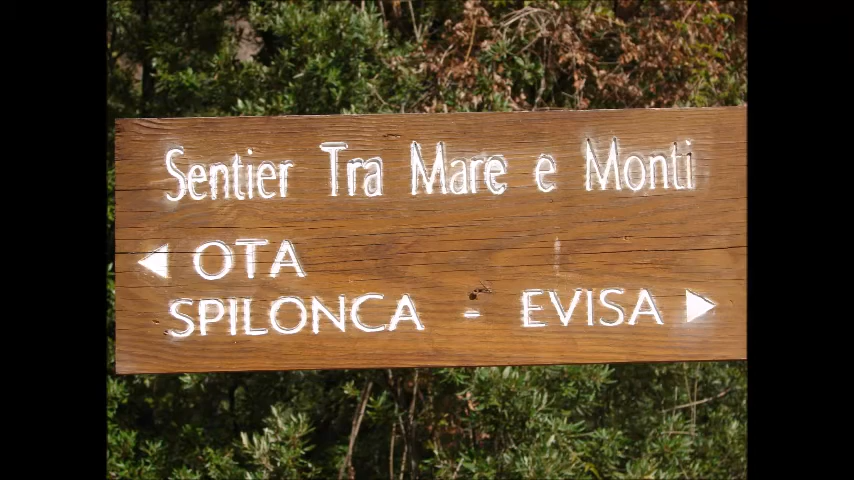 Sentier Tra Mare e Monti
◀ OTA
SPILONCA - EVISA ▶